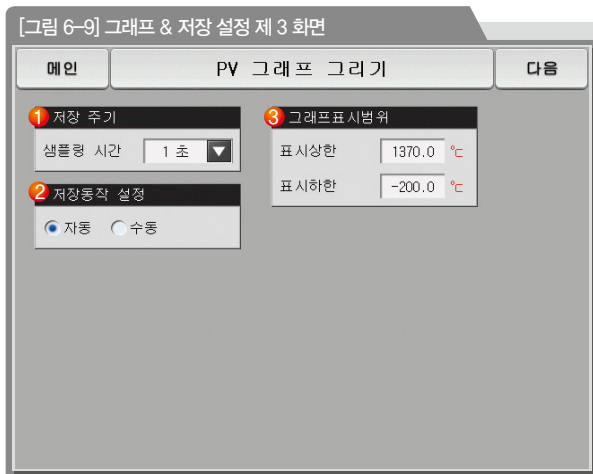 [그림 6-9] 그래프 & 저장 설정 제 3 화면
메인 PV 그래프 그리기 다음
1 저장 주기
샘플링 시간 1 초
2 저장동작 설정
자동 수동
3 그래프표시범위
표시상한 1370.0 ℃
표시하한 -200.0 ℃